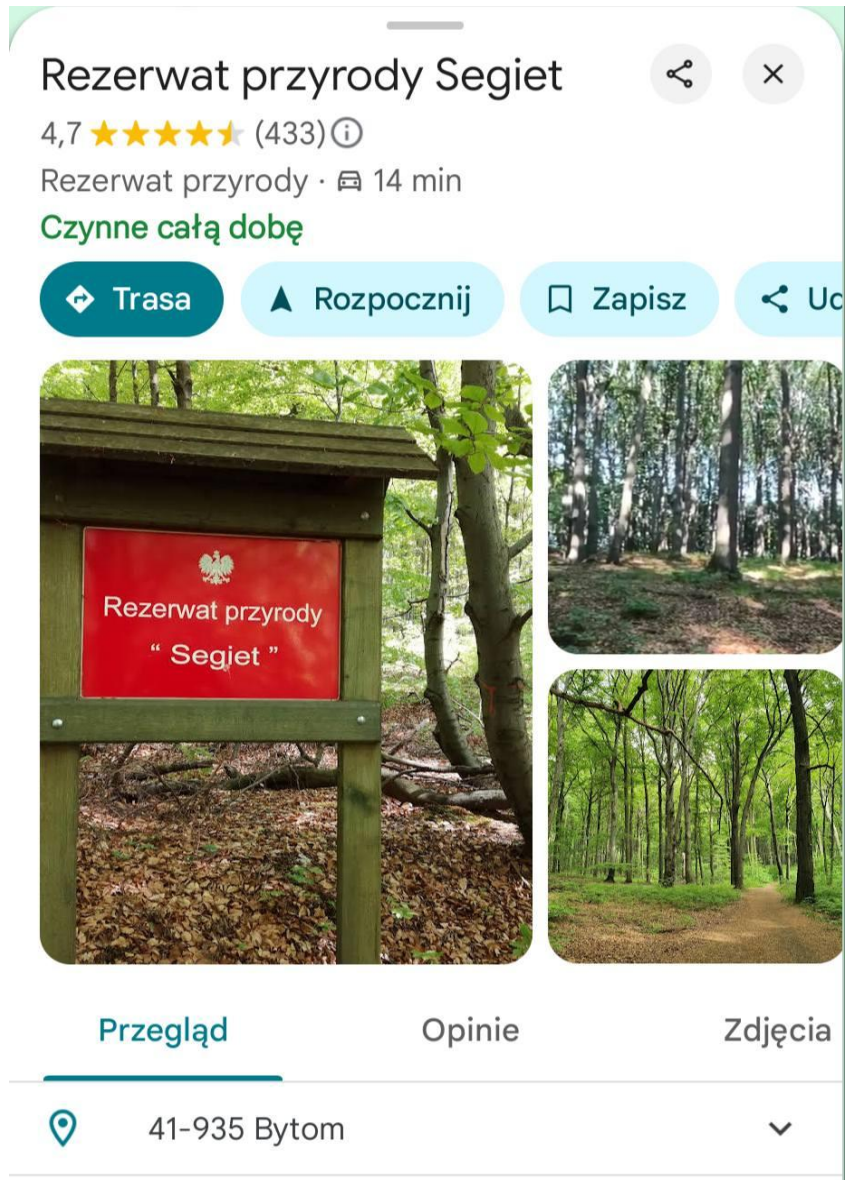 Rezerwat przyrody Segiet
4,7 (433)
Rezerwat przyrody · 14 min
Czynne całą dobę
Trasa Rozpocznij Zapisz Uc
Rezerwat przyrody
“ Segiet ”
Przegląd Opinie Zdjęcia
41-935 Bytom